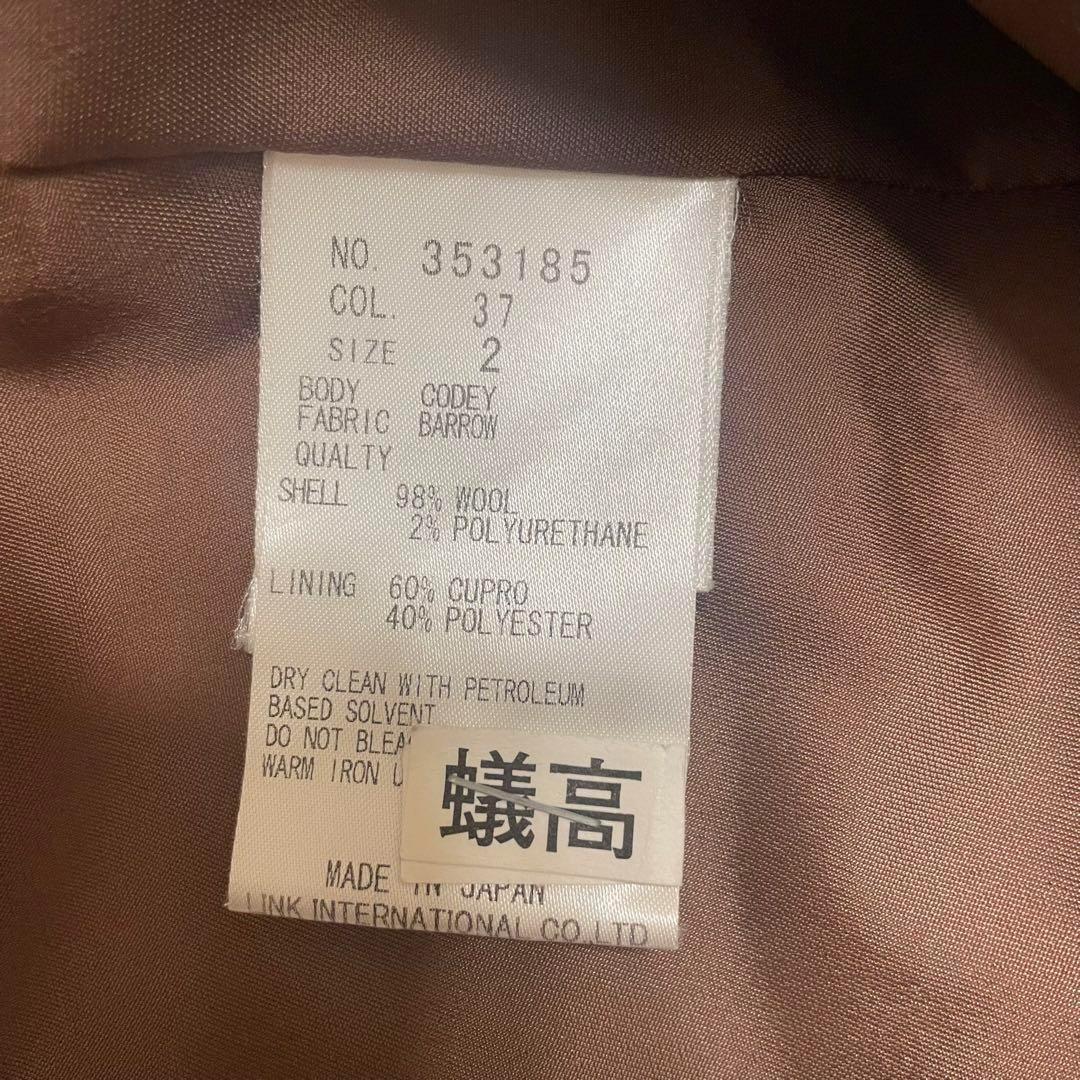 NO. 353185
COL. 37
SIZE 2
BODY CODEY
FABRIC BARROW
QUALTY
SHELL 98% WOOL
2% POLYURETHANE
LINING 60% CUPRO
40% POLYESTER
DRY CLEAN WITH PETROLEUM
BASED SOLVENT
DO NOT BLEA
WARM IRON U
蟻高
MADE IN JAPAN
LINK INTERNATIONAL CO.LTD